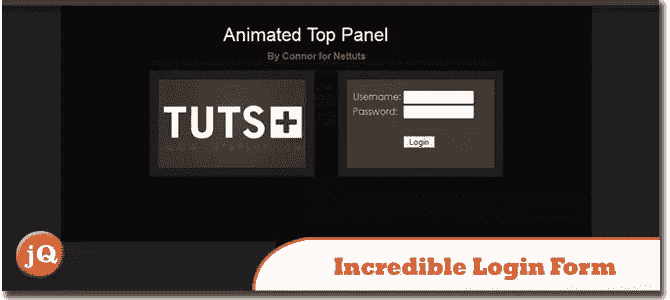 Animated Top Panel
By Connor for Nettuts
TUTS+
Username:
Password:
Login
jQ
Incredible Login Form